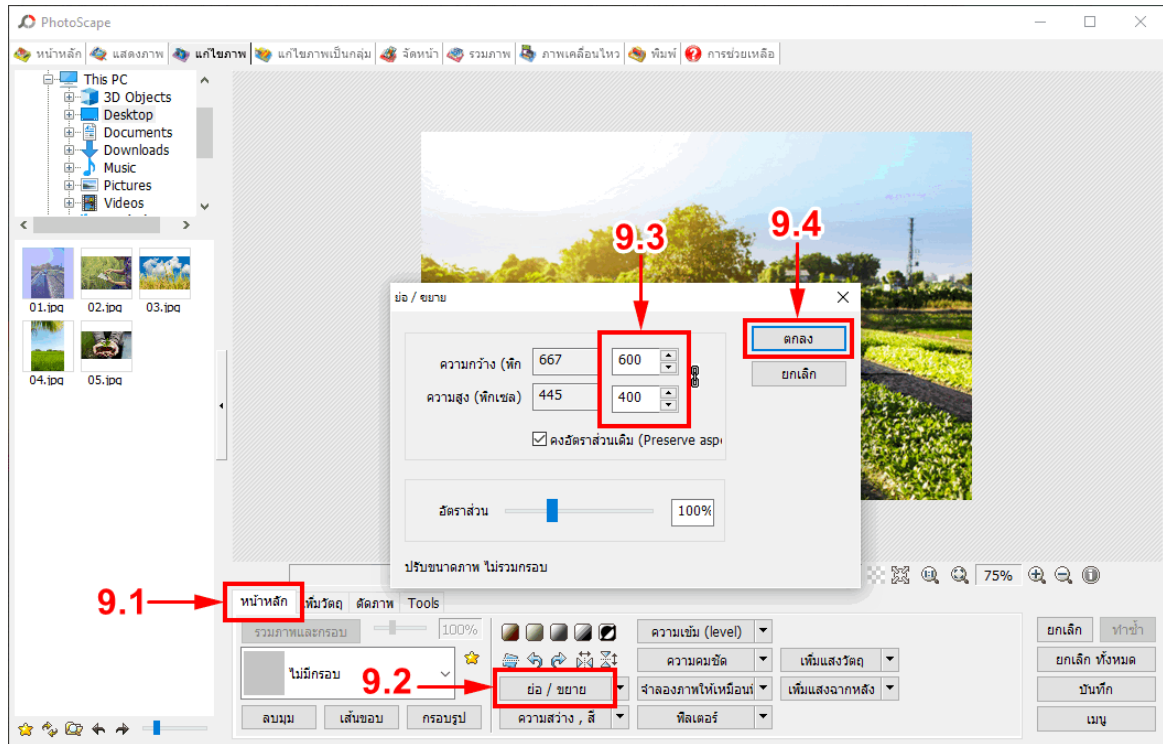 PhotoScape
หน้าหลัก แสดงภาพ แก้ไขภาพ แก้ไขภาพเป็นกลุ่ม จัดหน้า รวมภาพ ภาพเคลื่อนไหว พิมพ์ การช่วยเหลือ
This PC
3D Objects
Desktop
Documents
Downloads
Music
Pictures
Videos
01.jpg 02.jpg 03.jpg
04.jpg 05.jpg
9.3
9.4
ย่อ / ขยาย
ตกลง
ความกว้าง (พิก 667 600
ยกเลิก
ความสูง (พิกเซล) 445 400
คงอัตราส่วนเดิม (Preserve asp
อัตราส่วน 100%
ปรับขนาดภาพ ไม่รวมกรอบ
75%
9.1
หน้าหลัก เพิ่มวัตถุ ตัดภาพ Tools
รวมภาพและกรอบ 100% ความเข้ม (level) ยกเลิก ทำซ้ำ
ไม่มีกรอบ ความคมชัด เพิ่มแสงวัตถุ ยกเลิก ทั้งหมด
9.2
ย่อ / ขยาย จำลองภาพให้เหมือน เพิ่มแสงฉากหลัง บันทึก
ลบมุม เส้นขอบ กรอบรูป ความสว่าง , สี ฟิลเตอร์ เมนู